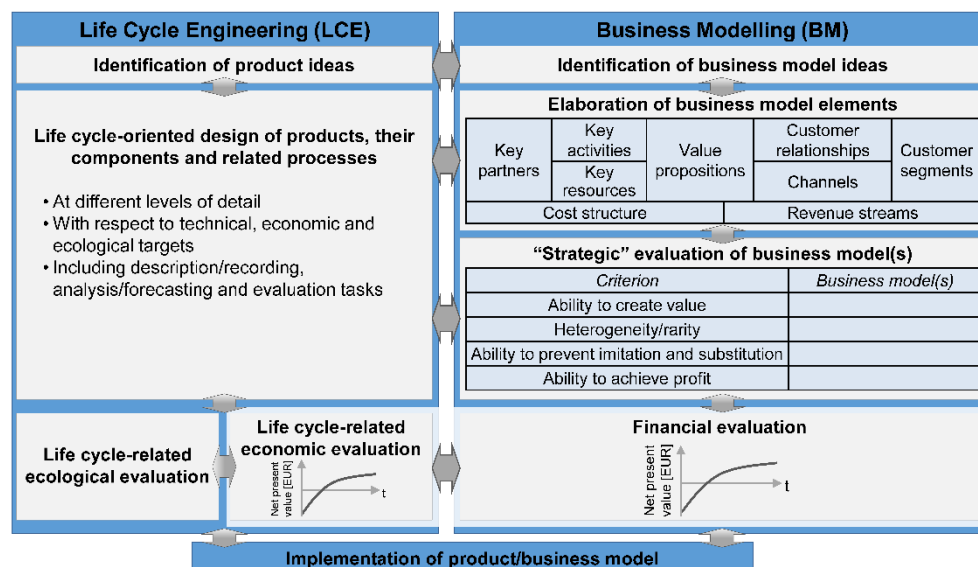 Life Cycle Engineering (LCE)
Identification of product ideas
Life cycle-oriented design of products, their
components and related processes
• At different levels of detail
• With respect to technical, economic and
ecological targets
• Including description/recording,
analysis/forecasting and evaluation tasks
Life cycle-related
ecological evaluation
Life cycle-related
economic evaluation
Net present
value [EUR]
t
Business Modelling (BM)
Identification of business model ideas
Elaboration of business model elements
Key
partners
Key
activities
Key
resources
Value
propositions
Customer
relationships
Channels
Customer
segments
Cost structure
Revenue streams
“Strategic” evaluation of business model(s)
Criterion
Business model(s)
Ability to create value
Heterogeneity/rarity
Ability to prevent imitation and substitution
Ability to achieve profit
Financial evaluation
Net present
value [EUR]
t
Implementation of product/business model